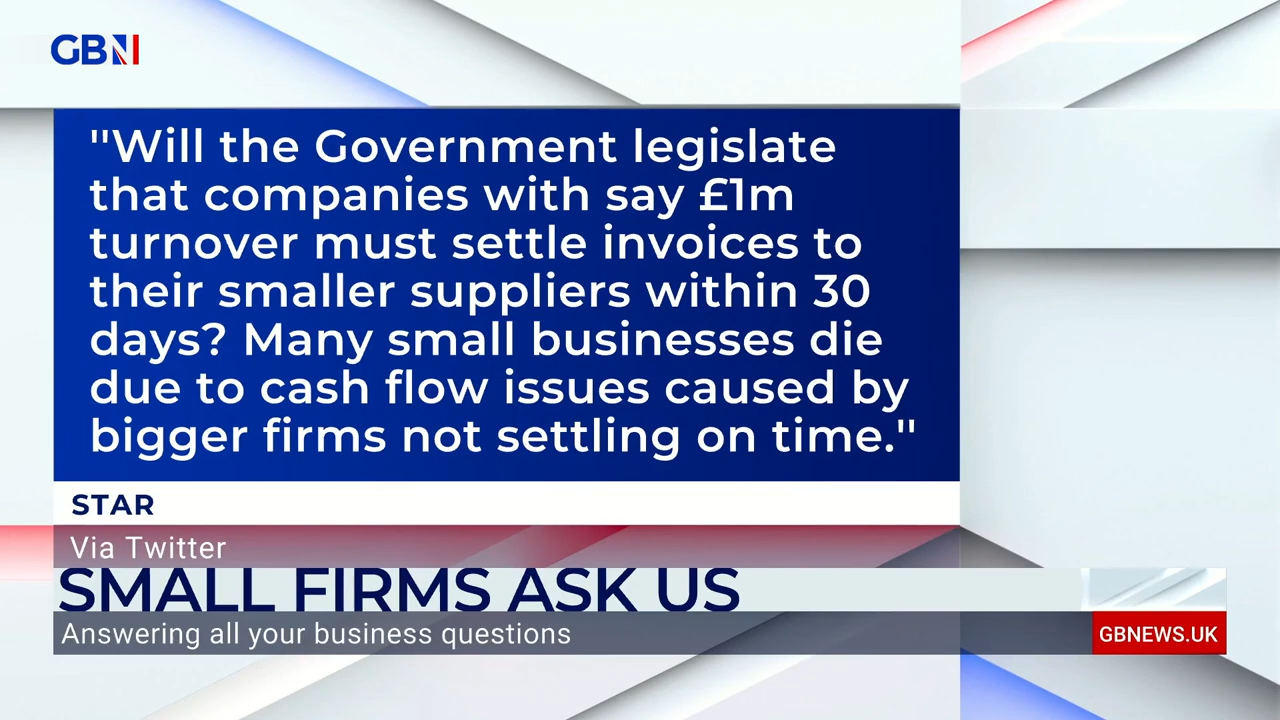 GBN
"Will the Government legislate
that companies with say £1m
turnover must settle invoices to
their smaller suppliers within 30
days? Many small businesses die
due to cash flow issues caused by
bigger firms not settling on time."
STAR
Via Twitter
SMALL FIRMS ASK US
Answering all your business questions
GBNEWS.UK